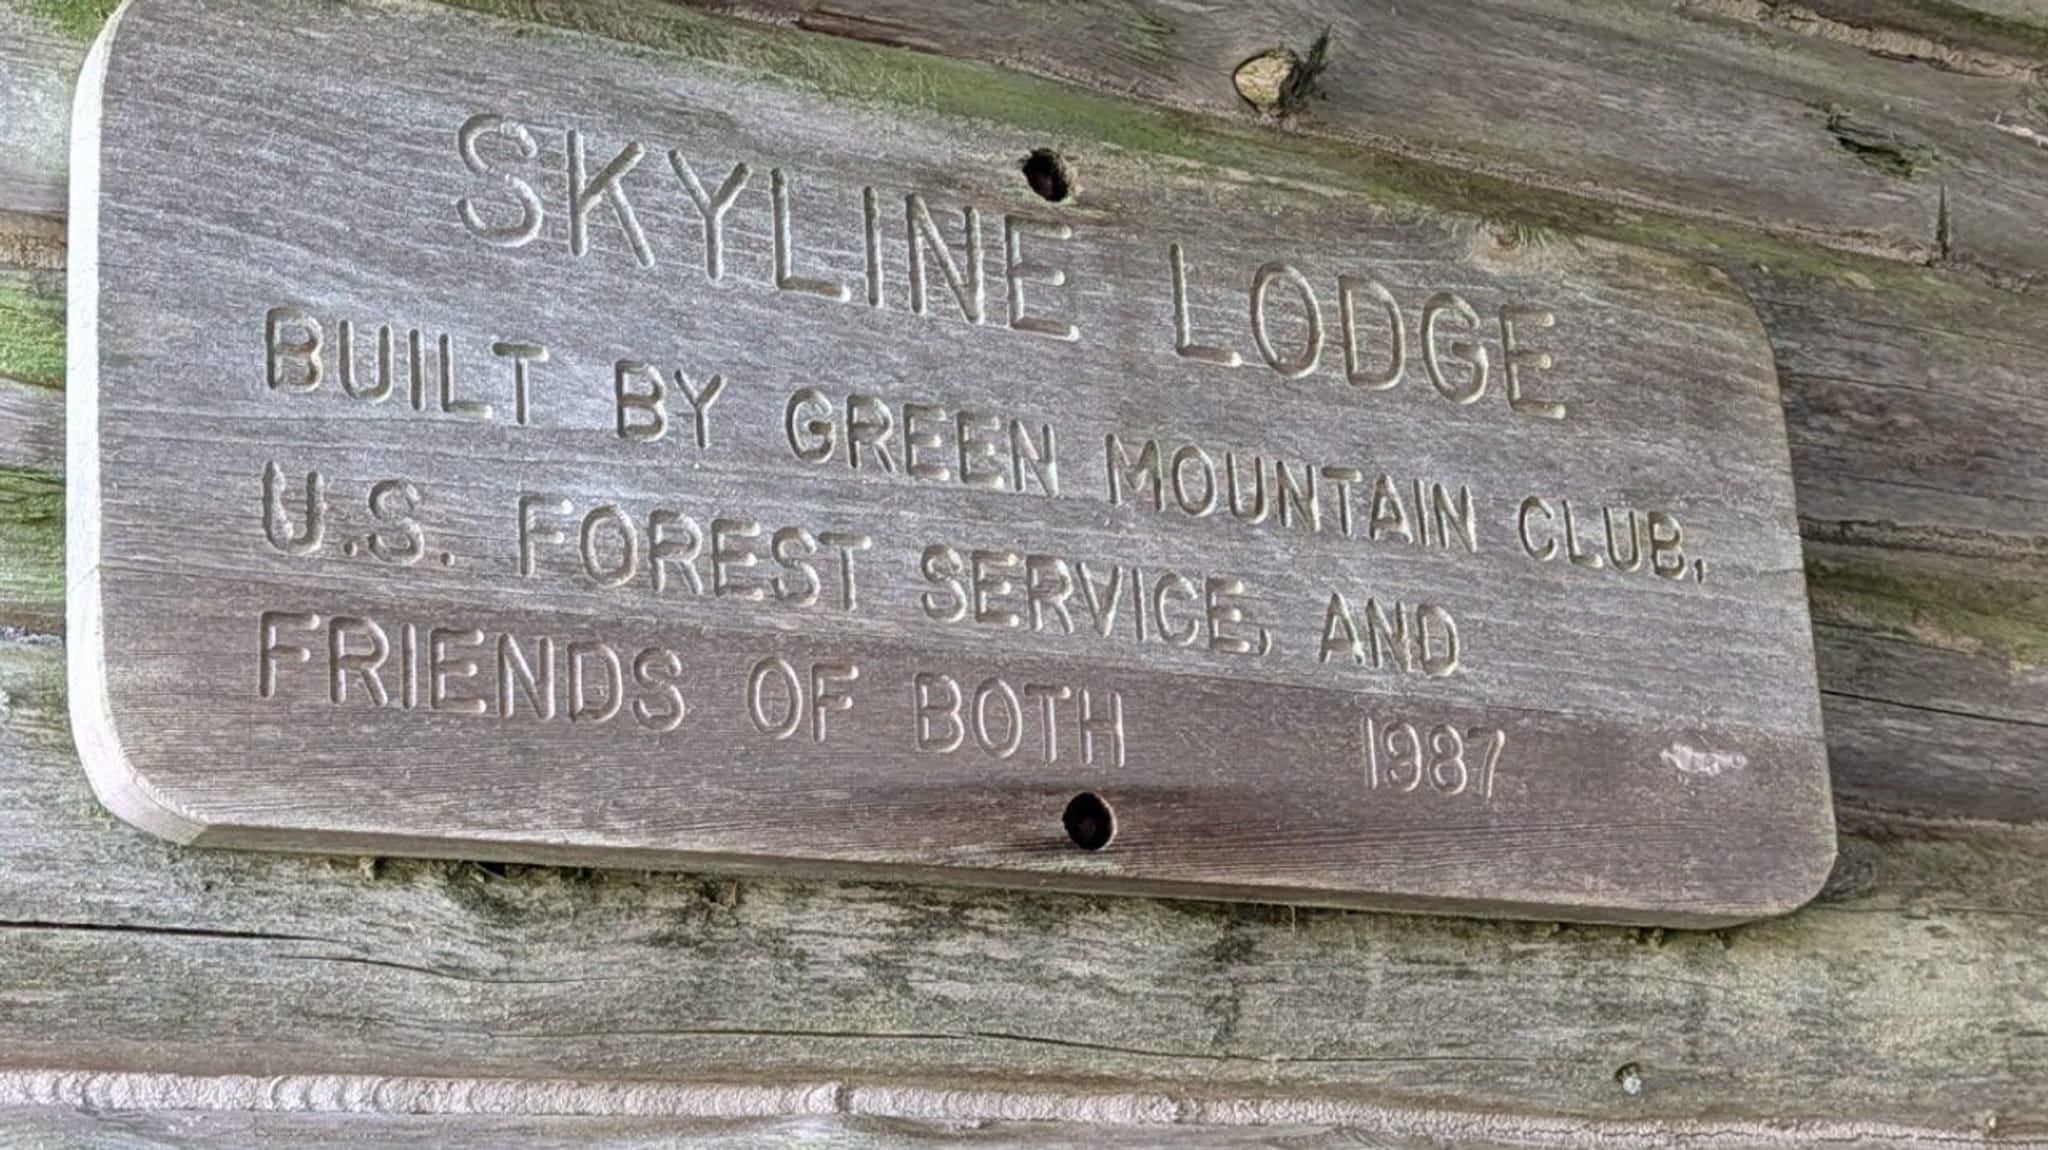 SKYLINE LODGE
BUILT BY GREEN MOUNTAIN CLUB,
U.S. FOREST SERVICE, AND
FRIENDS OF BOTH 1987